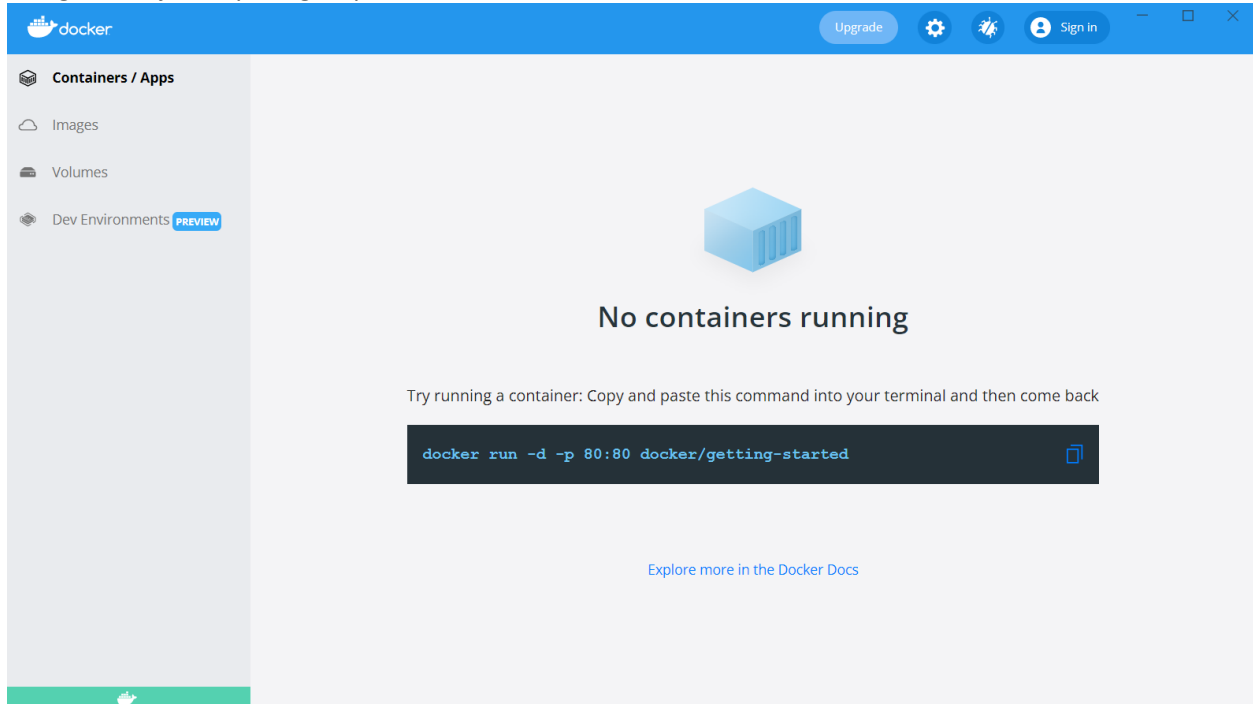 docker
Upgrade
Sign in
Containers / Apps
Images
Volumes
Dev Environments PREVIEW
No containers running
Try running a container: Copy and paste this command into your terminal and then come back
docker run -d -p 80:80 docker/getting-started
Explore more in the Docker Docs